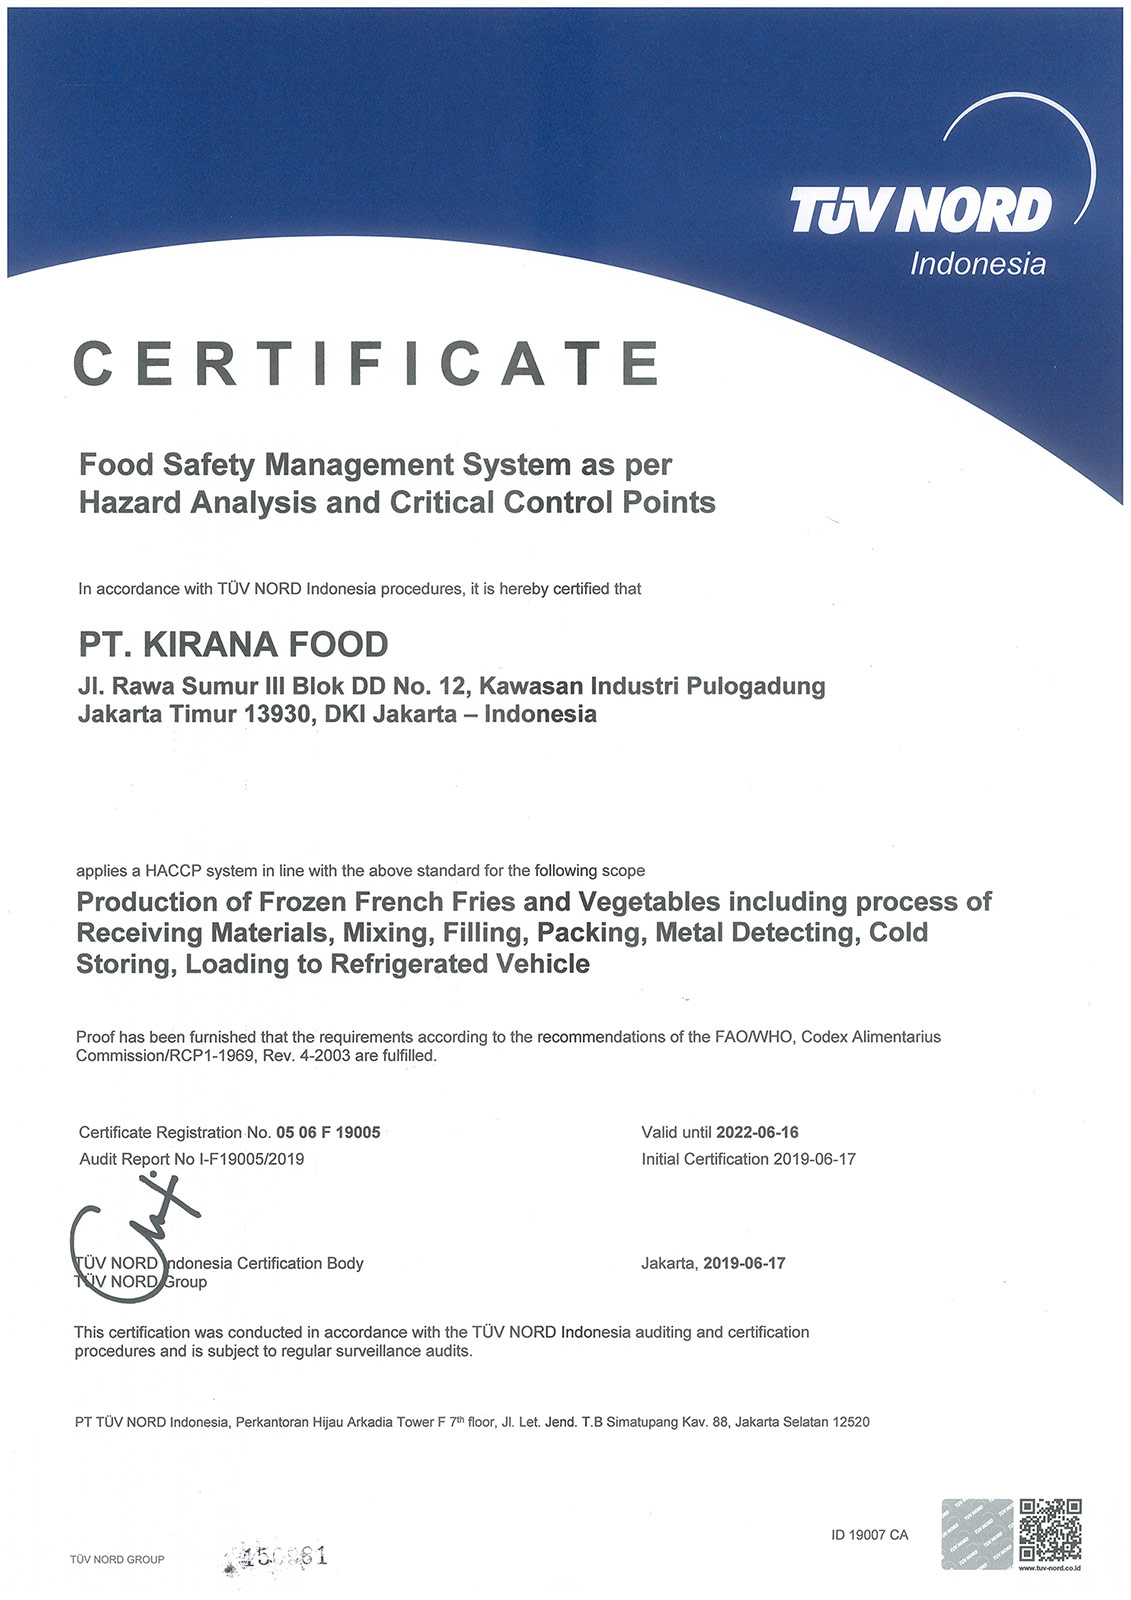 TÜV NORD
Indonesia
CERTIFICATE
Food Safety Management System as per
Hazard Analysis and Critical Control Points
In accordance with TÜV NORD Indonesia procedures, it is hereby certified that
PT. KIRANA FOOD
Jl. Rawa Sumur III Blok DD No. 12, Kawasan Industri Pulogadung
Jakarta Timur 13930, DKI Jakarta – Indonesia
applies a HACCP system in line with the above standard for the following scope
Production of Frozen French Fries and Vegetables including process of
Receiving Materials, Mixing, Filling, Packing, Metal Detecting, Cold
Storing, Loading to Refrigerated Vehicle
Proof has been furnished that the requirements according to the recommendations of the FAO/WHO, Codex Alimentarius
Commission/RCP1-1969, Rev. 4-2003 are fulfilled.
Certificate Registration No. 05 06 F 19005
Valid until 2022-06-16
Audit Report No I-F19005/2019
Initial Certification 2019-06-17
TÜV NORD Indonesia Certification Body
Jakarta, 2019-06-17
TÜV NORD Group
This certification was conducted in accordance with the TÜV NORD Indonesia auditing and certification
procedures and is subject to regular surveillance audits.
PT TÜV NORD Indonesia, Perkantoran Hijau Arkadia Tower F 7th floor, Jl. Let. Jend. T.B Simatupang Kav. 88, Jakarta Selatan 12520
ID 19007 CA
TÜV NORD
www.tuv-nord.co.id
TÜV NORD GROUP